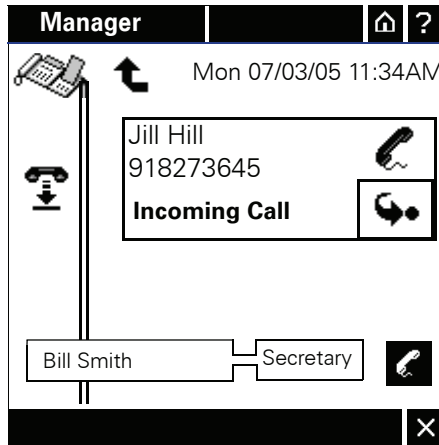 Manager ?
Mon 07/03/05 11:34AM
Jill Hill
918273645
Incoming Call
Bill Smith
Secretary